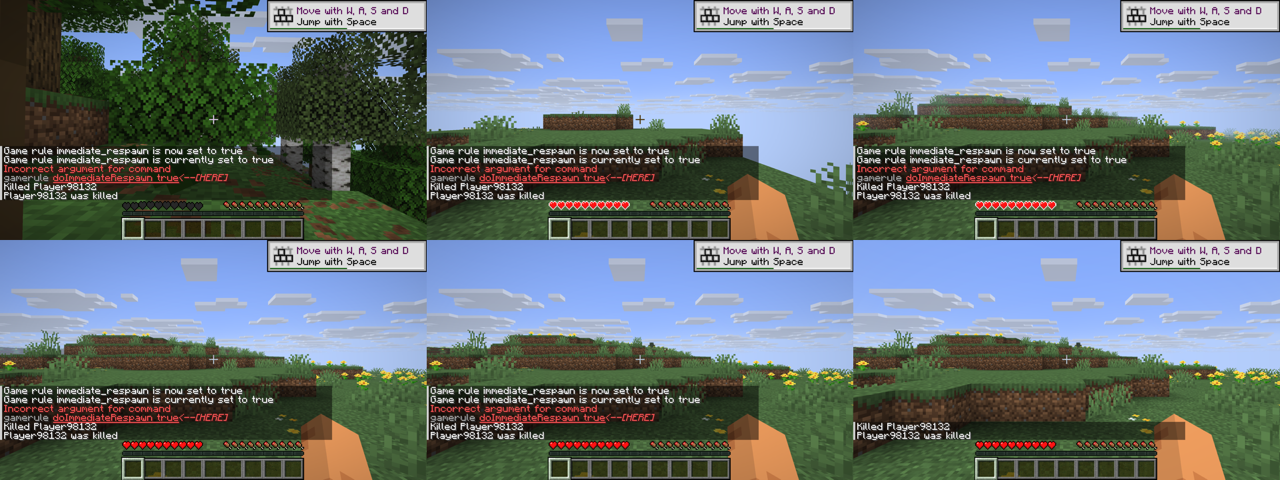 Move with W, A, S and D
Jump with Space
Game rule immediate_respawn is now set to true
Game rule immediate_respawn is currently set to true
Incorrect argument for command
gamerule doImmediateRespawn true<--[HERE]
Killed Player98132
Player98132 was killed
Move with W, A, S and D
Jump with Space
Game rule immediate_respawn is now set to true
Game rule immediate_respawn is currently set to true
Incorrect argument for command
gamerule doImmediateRespawn true<--[HERE]
Killed Player98132
Player98132 was killed
Move with W, A, S and D
Jump with Space
Game rule immediate_respawn is now set to true
Game rule immediate_respawn is currently set to true
Incorrect argument for command
gamerule doImmediateRespawn true<--[HERE]
Killed Player98132
Player98132 was killed
Move with W, A, S and D
Jump with Space
Game rule immediate_respawn is now set to true
Game rule immediate_respawn is currently set to true
Incorrect argument for command
gamerule doImmediateRespawn true<--[HERE]
Killed Player98132
Player98132 was killed
Move with W, A, S and D
Jump with Space
Game rule immediate_respawn is now set to true
Game rule immediate_respawn is currently set to true
Incorrect argument for command
gamerule doImmediateRespawn true<--[HERE]
Killed Player98132
Player98132 was killed
Move with W, A, S and D
Jump with Space
Killed Player98132
Player98132 was killed